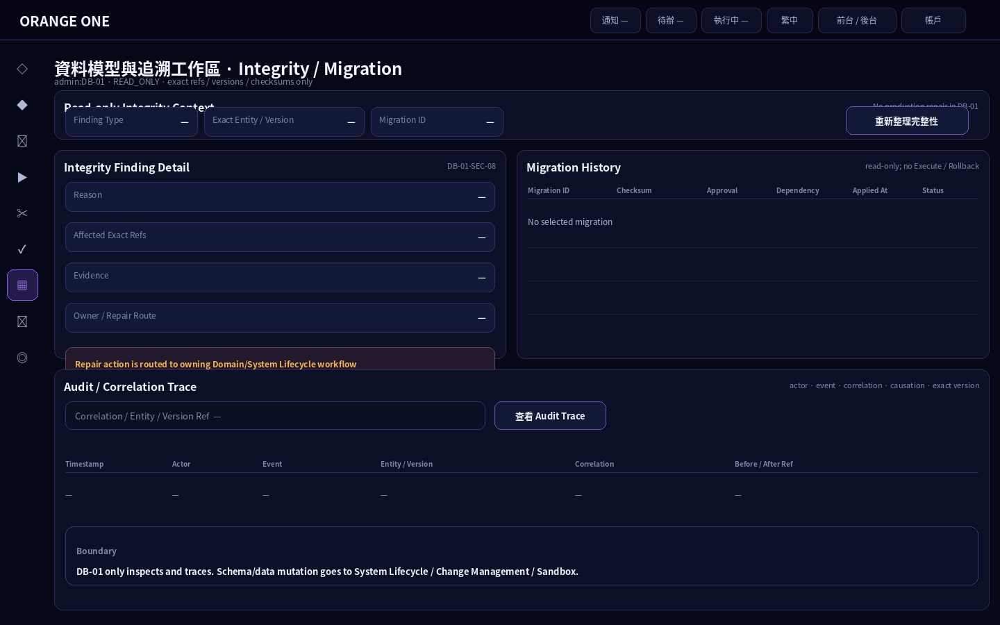 ORANGE ONE
通知 —
待辦 —
執行中 —
繁中
前台 / 後台
帳戶
資料模型與追溯工作區 · Integrity / Migration
admin:DB-01 · READ_ONLY · exact refs / versions / checksums only
Read-only Integrity Context
No production repair in DB-01
Finding Type —
Exact Entity / Version —
Migration ID —
重新整理完整性
Integrity Finding Detail
DB-01-SEC-08
Reason —
Affected Exact Refs —
Evidence —
Owner / Repair Route —
Repair action is routed to owning Domain/System Lifecycle workflow
Migration History
read-only; no Execute / Rollback
Migration ID Checksum Approval Dependency Applied At Status
No selected migration
Audit / Correlation Trace
actor · event · correlation · causation · exact version
Correlation / Entity / Version Ref —
查看 Audit Trace
Timestamp Actor Event Entity / Version Correlation Before / After Ref
— — — — — —
Boundary
DB-01 only inspects and traces. Schema/data mutation goes to System Lifecycle / Change Management / Sandbox.